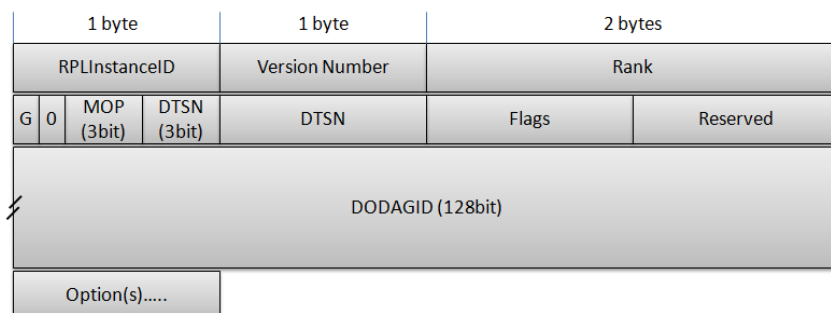 1 byte 1 byte 2 bytes
RPLInstanceID Version Number Rank
G 0 MOP (3bit) DTSN (3bit) DTSN Flags Reserved
DODAGID (128bit)
Option(s).....